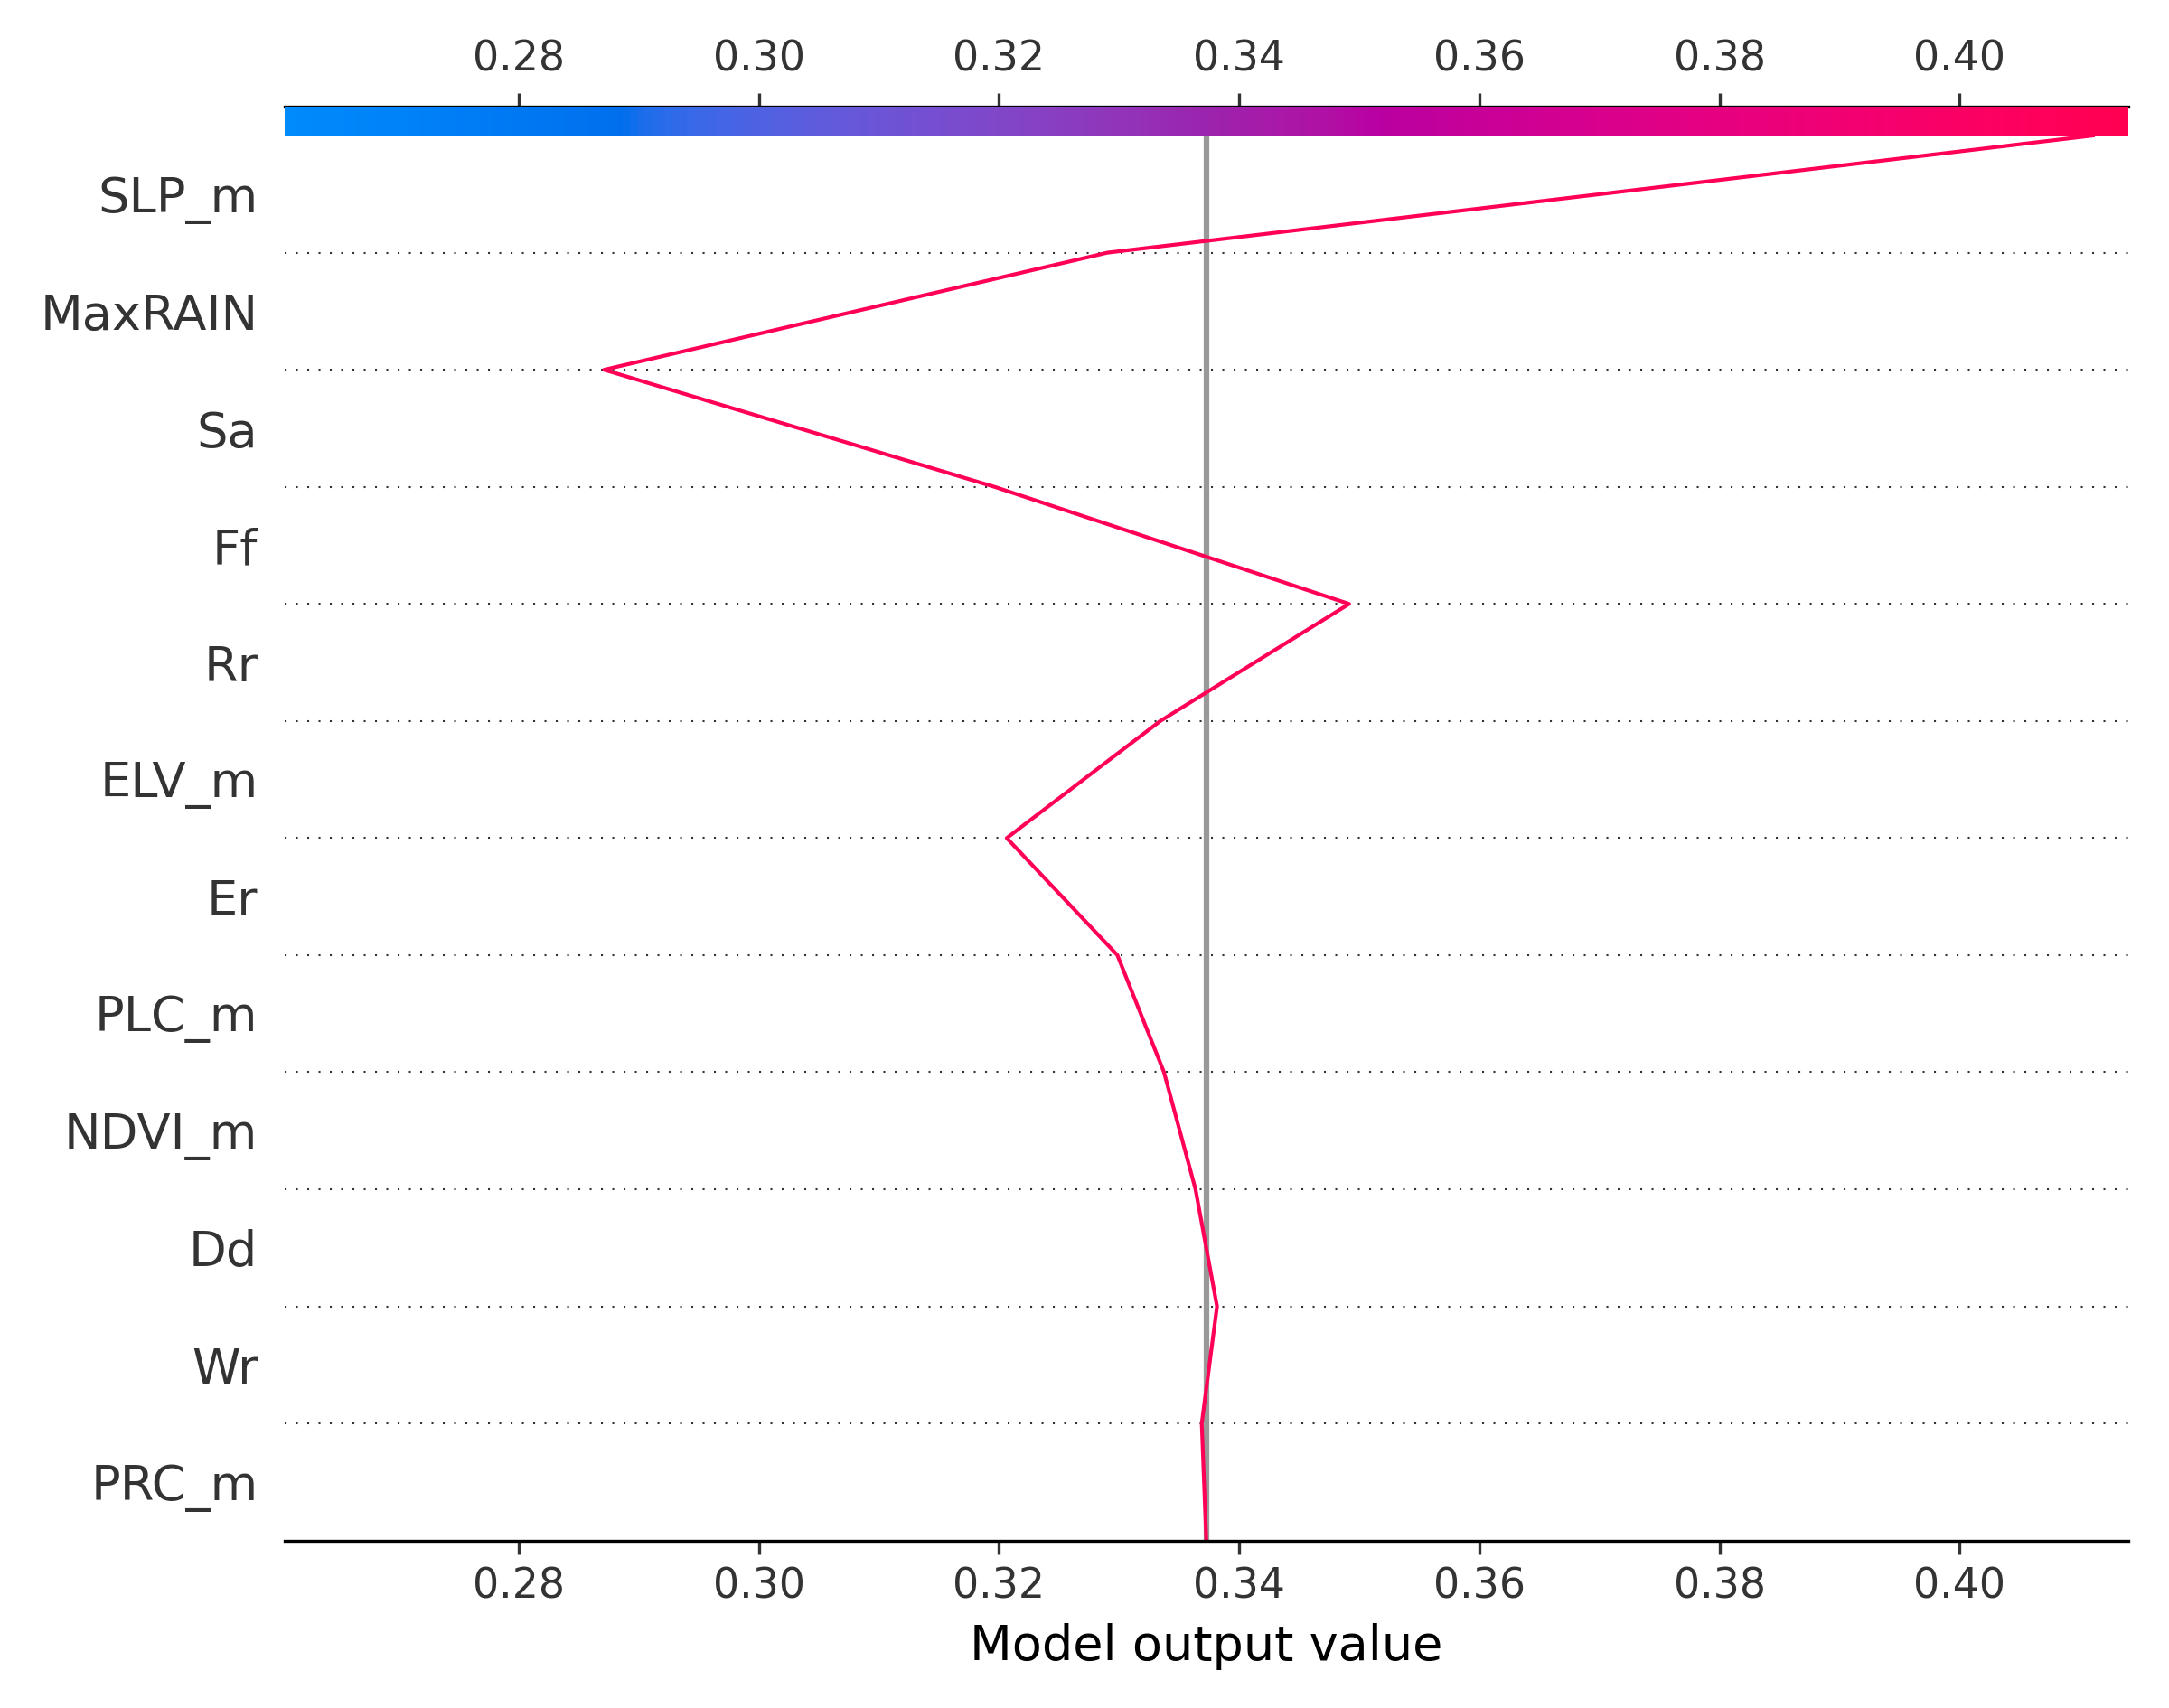 0.28 0.30 0.32 0.34 0.36 0.38 0.40
SLP_m
MaxRAIN
Sa
Ff
Rr
ELV_m
Er
PLC_m
NDVI_m
Dd
Wr
PRC_m
0.28 0.30 0.32 0.34 0.36 0.38 0.40
Model output value